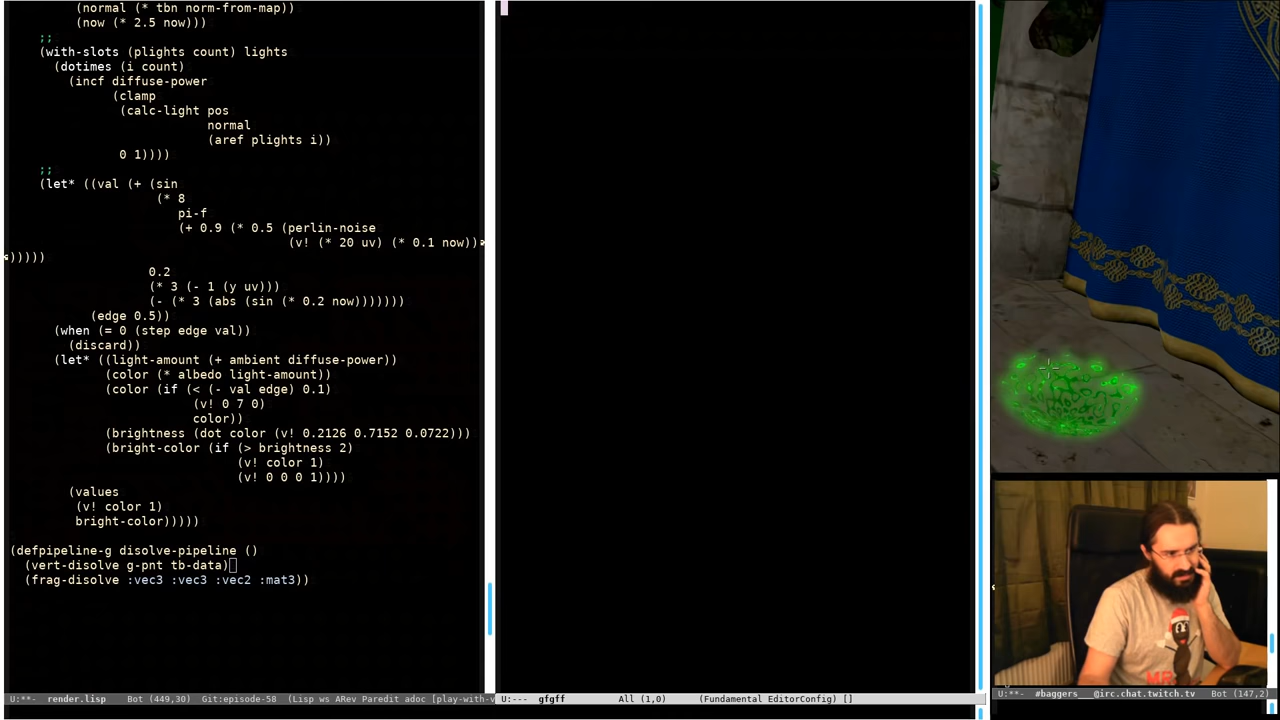 (normal (* tbn norm-from-map))
(now (* 2.5 now)))
;;
(with-slots (plights count) lights
(dotimes (i count)
(incf diffuse-power
(clamp
(calc-light pos
normal
(aref plights i))
0 1))))
;;
(let* ((val (+ (sin
(* 8
pi-f
(+ 0.9 (* 0.5 (perlin-noise
(v! (* 20 uv) (* 0.1 now))
)))))
0.2
(* 3 (- 1 (y uv)))
(- (* 3 (abs (sin (* 0.2 now)))))))
(edge 0.5))
(when (= 0 (step edge val))
(discard))
(let* ((light-amount (+ ambient diffuse-power))
(color (* albedo light-amount))
(color (if (< (- val edge) 0.1)
(v! 0 7 0)
color))
(brightness (dot color (v! 0.2126 0.7152 0.0722)))
(bright-color (if (> brightness 2)
(v! color 1)
(v! 0 0 0 1))))
(values
(v! color 1)
bright-color)))))
(defpipeline-g disolve-pipeline ()
(vert-disolve g-pnt tb-data)
(frag-disolve :vec3 :vec3 :vec2 :mat3))
U:**- render.lisp Bot (449,30) Git:episode-58 (Lisp ws ARev Paredit adoc [play-with-v
U:--- gfgff All (1,0) (Fundamental EditorConfig) []
MR
U:**- #baggers___@irc.chat.twitch.tv Bot (147,2)